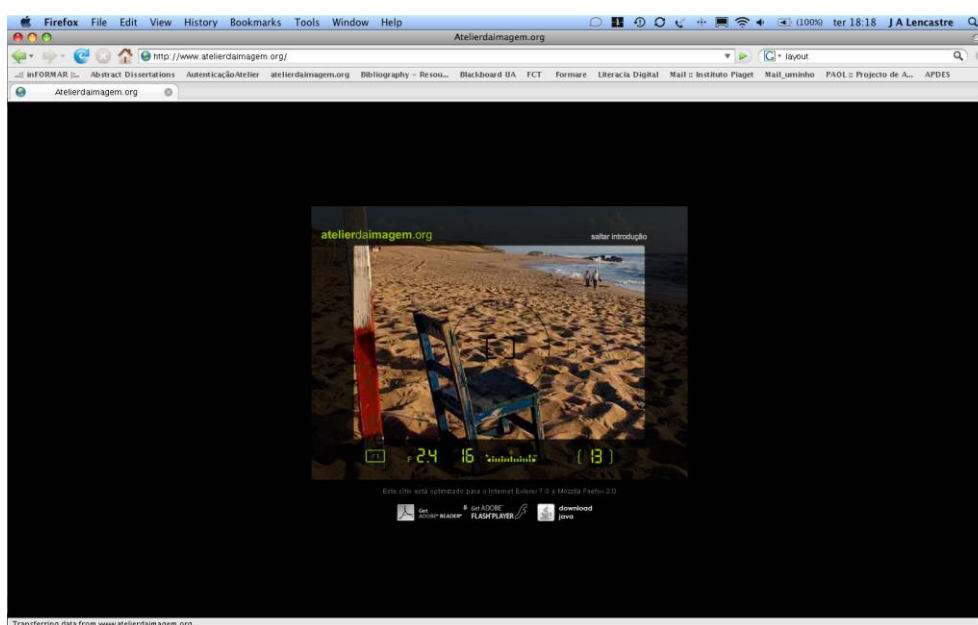 Firefox File Edit View History Bookmarks Tools Window Help (100%) ter 18:18 J A Lencastre
Atelierdaimagem.org
http://www.atelierdaimagem.org/ layout
inFORMAR Abstract Dissertations AutenticaçãoAtelier atelierdaimagem.org Bibliography – Resou... Blackboard UA FCT Formare Literacia Digital Mail :: Instituto Piaget Mail_uminho PAOL :: Projecto de A... APDES
Atelierdaimagem.org
atelierdaimagem.org saltar introdução
F 2.4 16 ( 13 )
Este sítio está optimizado para o Internet Explorer 7.0 e Mozilla Firefox 2.0
Get ADOBE FLASH PLAYER download
ADOBE READER java
Transferring data from www.atelierdaimagem.org